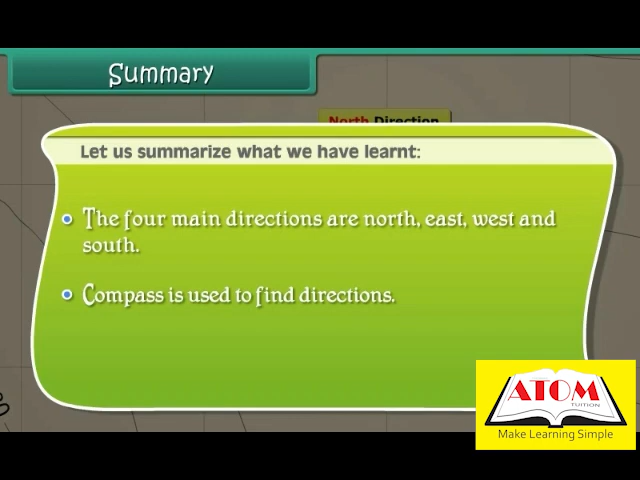 Summary
North Direction
Let us summarize what we have learnt:
The four main directions are north, east, west and
south.
Compass is used to find directions.
ATOM
TUITION
Make Learning Simple